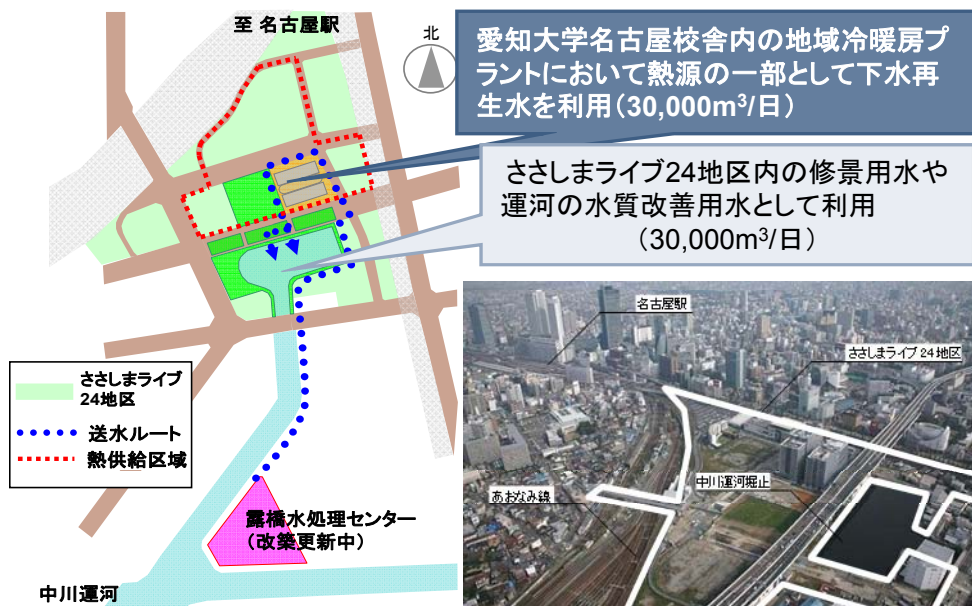 至 名古屋駅
北
愛知大学名古屋校舎内の地域冷暖房プ
ラントにおいて熱源の一部として下水再
生水を利用(30,000m³/日)
ささしまライブ24地区内の修景用水や
運河の水質改善用水として利用
(30,000m³/日)
ささしまライブ
24地区
送水ルート
熱供給区域
露橋水処理センター
(改築更新中)
中川運河
名古屋駅
ささしまライブ24地区
あおなみ線
中川運河堀止